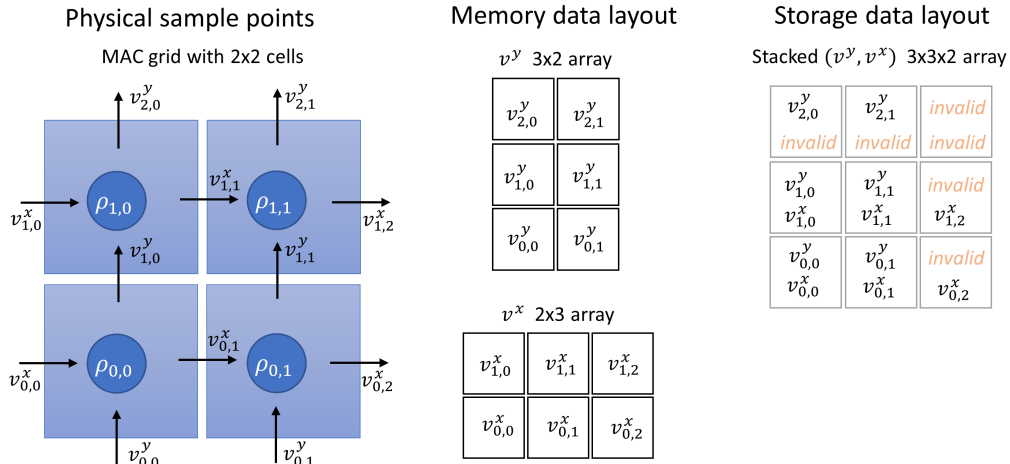 Physical sample points
MAC grid with 2x2 cells
v^y_{2,0}
v^y_{2,1}
v^x_{1,0}
ρ_{1,0}
v^x_{1,1}
ρ_{1,1}
v^x_{1,2}
v^y_{1,0}
v^y_{1,1}
v^x_{0,0}
ρ_{0,0}
v^x_{0,1}
ρ_{0,1}
v^x_{0,2}
v^y_{0,0}
v^y_{0,1}
Memory data layout
v^y 3x2 array
v^y_{2,0} v^y_{2,1}
v^y_{1,0} v^y_{1,1}
v^y_{0,0} v^y_{0,1}
v^x 2x3 array
v^x_{1,0} v^x_{1,1} v^x_{1,2}
v^x_{0,0} v^x_{0,1} v^x_{0,2}
Storage data layout
Stacked (v^y, v^x) 3x3x2 array
v^y_{2,0} v^y_{2,1} invalid
invalid invalid invalid
v^y_{1,0} v^y_{1,1} invalid
v^x_{1,0} v^x_{1,1} v^x_{1,2}
v^y_{0,0} v^y_{0,1} invalid
v^x_{0,0} v^x_{0,1} v^x_{0,2}